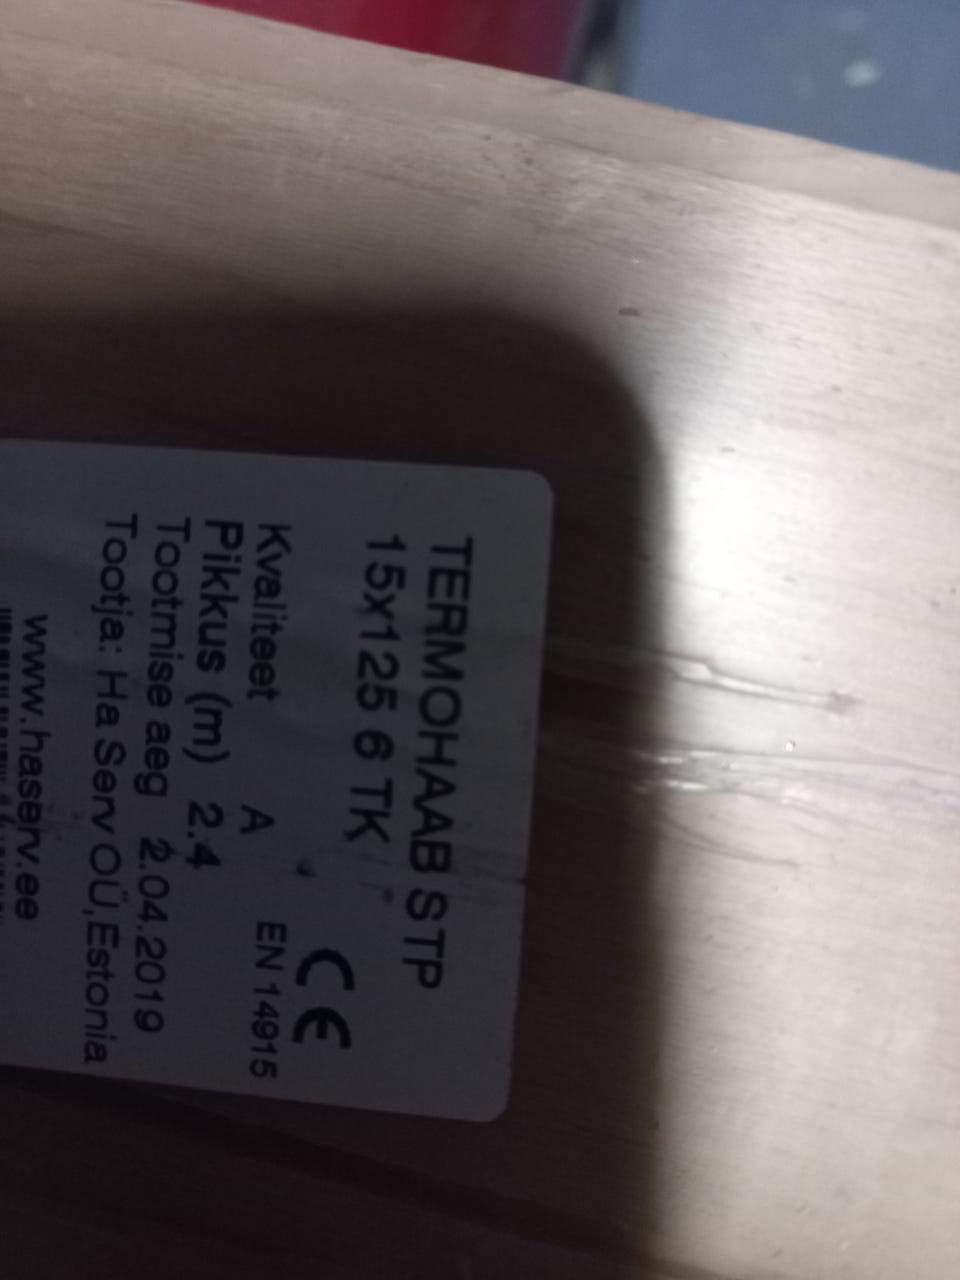 TERMOHAAB STP
15x125 6 TK
CE
Kvaliteet A EN 14915
Pikkus (m) 2.4
Tootmise aeg 2.04.2019
Tootja: Ha Serv OÜ,Estonia
www.haserv.ee